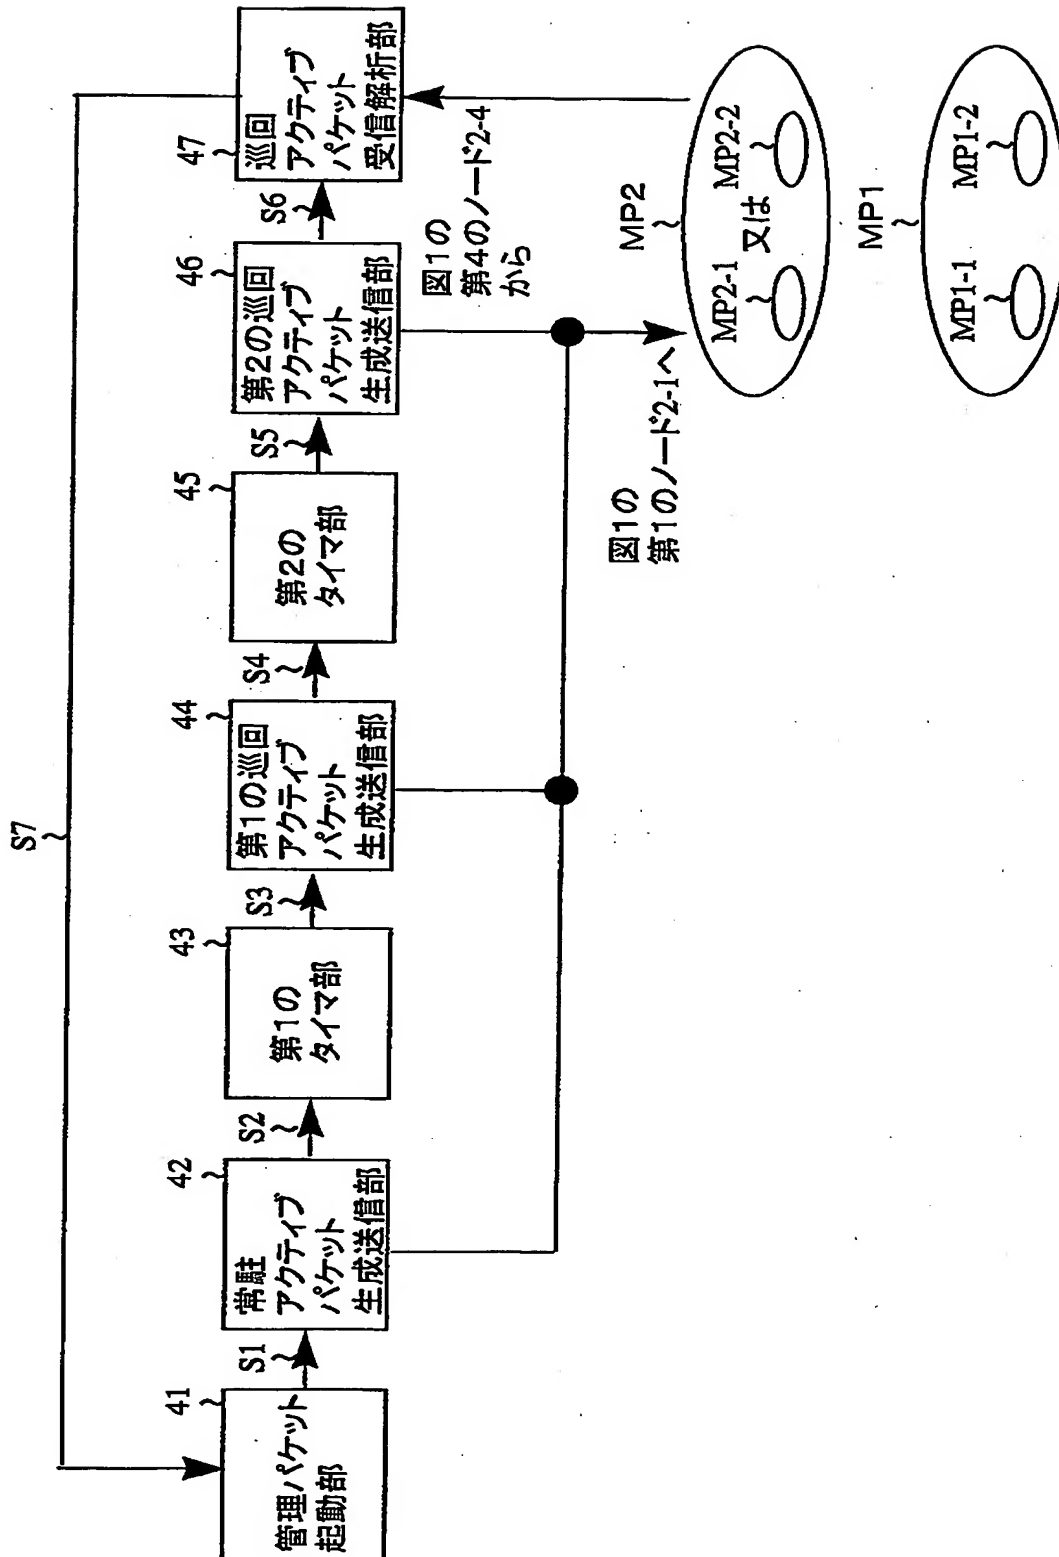 S7
41
管理パケット
起動部
S1
42
常駐
アクティブ
パケット
生成送信部
S2
43
第1の
タイマ部
S3
44
第1の巡回
アクティブ
パケット
生成送信部
S4
45
第2の
タイマ部
S5
46
第2の巡回
アクティブ
パケット
生成送信部
S6
47
巡回
アクティブ
パケット
受信解析部
図1の
第4のノード2-4
から
図1の
第1のノード2-1へ
MP2
MP2-1
又は
MP2-2
MP1
MP1-1
MP1-2